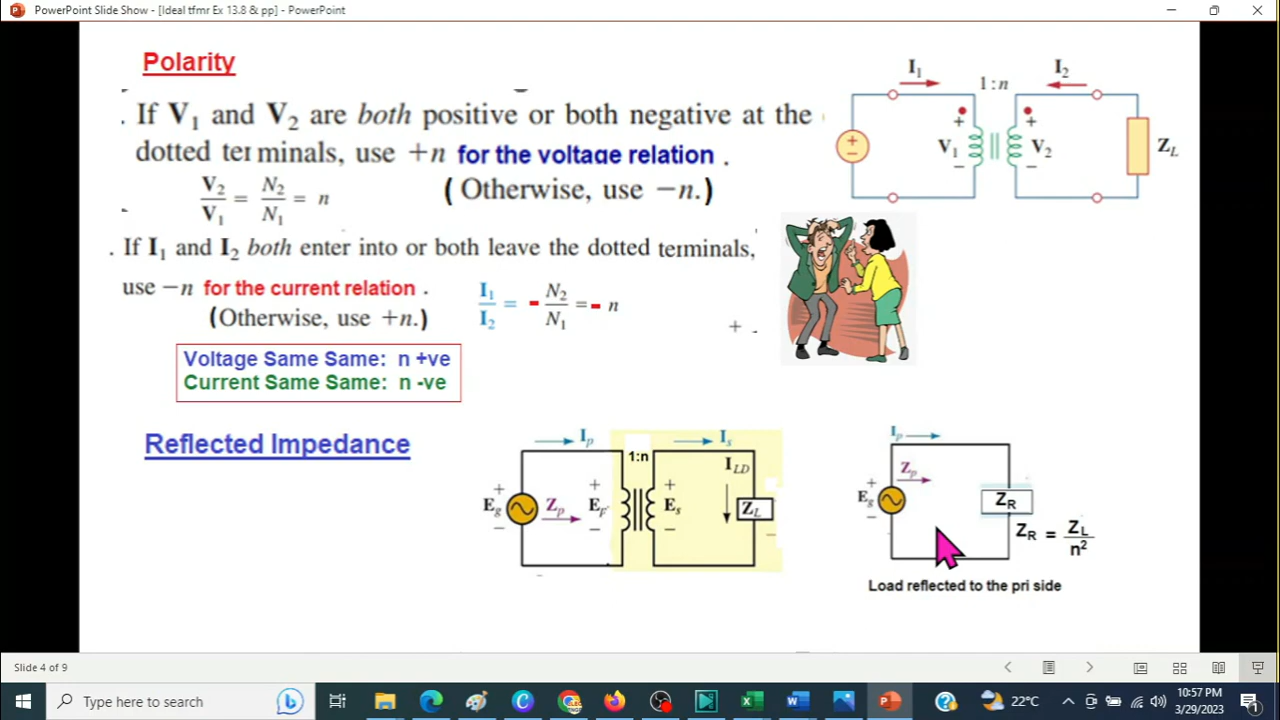 PowerPoint Slide Show - [Ideal tfmr Ex 13.8 & pp] - PowerPoint
Polarity
. If V1 and V2 are both positive or both negative at the
dotted terminals, use +n for the voltage relation .
V2/V1 = N2/N1 = n
( Otherwise, use −n.)
I1 I2
1:n
+ +
V1 V2 ZL
− −
. If I1 and I2 both enter into or both leave the dotted terminals,
use −n for the current relation .
I1/I2 = - N2/N1 = - n
(Otherwise, use +n.)
+ -
Voltage Same Same: n +ve
Current Same Same: n -ve
Reflected Impedance
Ip Is
1:n ILD
+ + +
Eg Zp Es ZL
− − −
Ip
Zp
+
Eg ZR
−
ZR = ZL/n2
Load reflected to the pri side
Slide 4 of 9
Type here to search
22°C
10:57 PM
3/29/2023
1